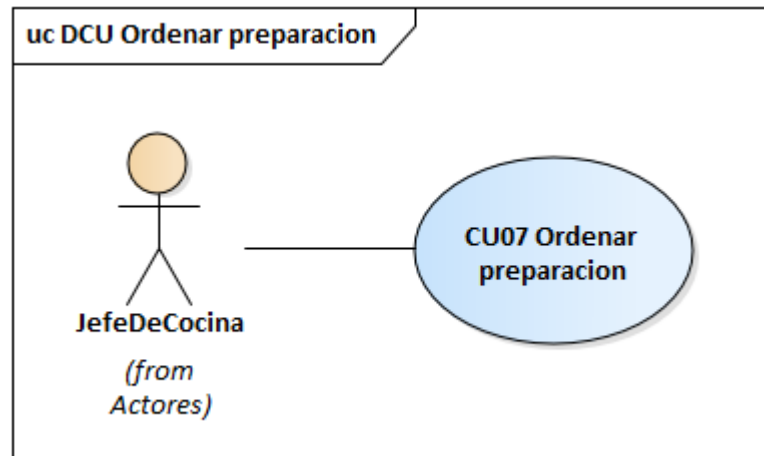 uc DCU Ordenar preparacion
CU07 Ordenar
preparacion
JefeDeCocina
(from
Actores)